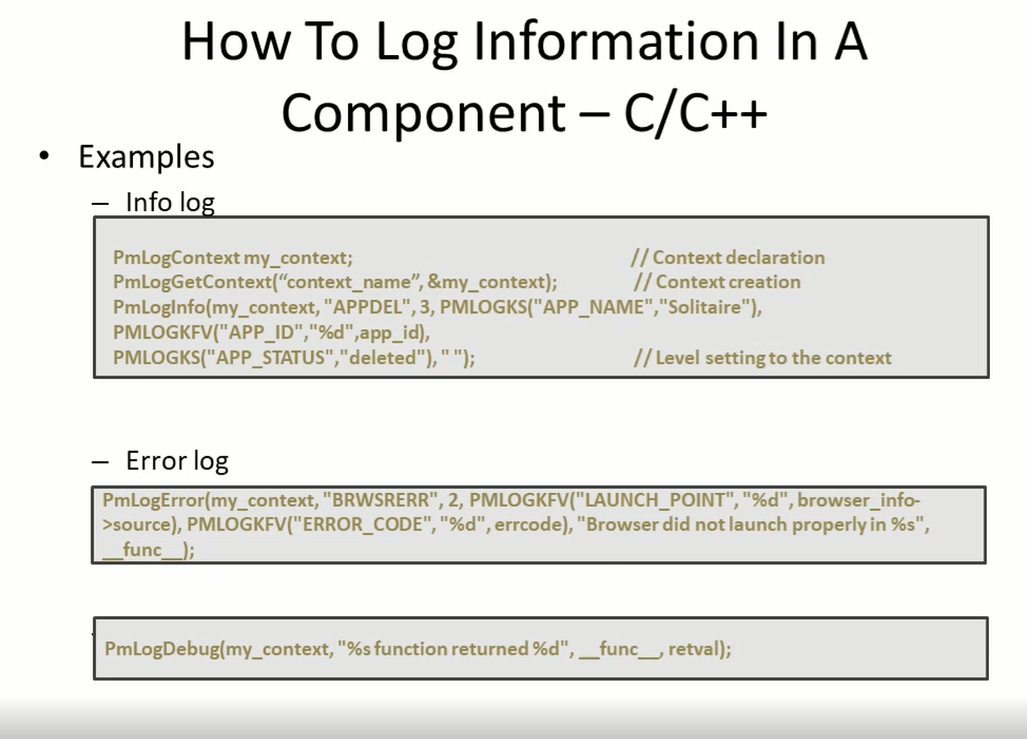 How To Log Information In A
Component – C/C++
• Examples
– Info log
PmLogContext my_context; // Context declaration
PmLogGetContext(“context_name”, &my_context); // Context creation
PmLogInfo(my_context, "APPDEL", 3, PMLOGKS("APP_NAME","Solitaire"),
PMLOGKFV("APP_ID","%d",app_id),
PMLOGKS("APP_STATUS","deleted"), " "); // Level setting to the context
– Error log
PmLogError(my_context, "BRWSRERR", 2, PMLOGKFV("LAUNCH_POINT", "%d", browser_info-
>source), PMLOGKFV("ERROR_CODE", "%d", errcode), "Browser did not launch properly in %s",
__func__);
PmLogDebug(my_context, "%s function returned %d", __func__, retval);